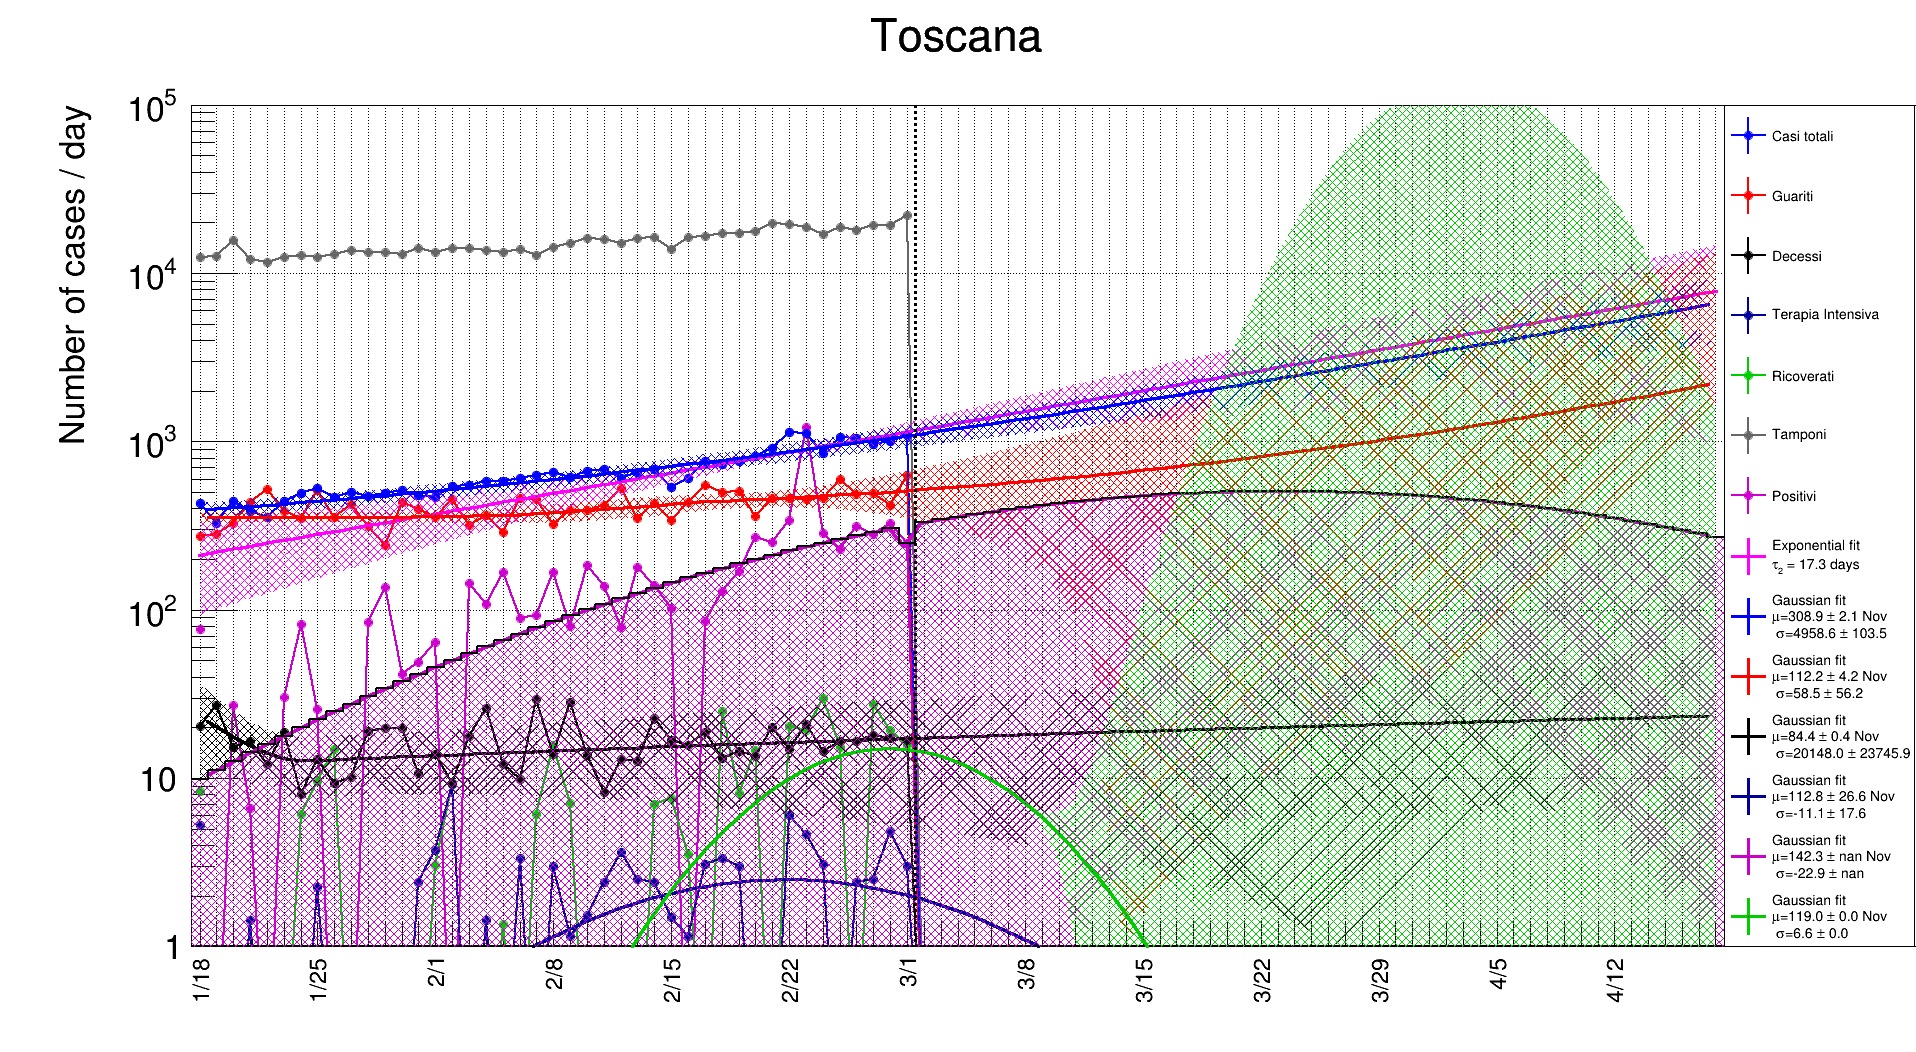 Toscana
Number of cases / day
10^5
10^4
10^3
10^2
10
1
1/18
1/25
2/1
2/8
2/15
2/22
3/1
3/8
3/15
3/22
3/29
4/5
4/12
Casi totali
Guariti
Decessi
Terapia Intensiva
Ricoverati
Tamponi
Positivi
Exponential fit
τ₂ = 17.3 days
Gaussian fit
μ=308.9 ± 2.1 Nov
σ=4958.6 ± 103.5
Gaussian fit
μ=112.2 ± 4.2 Nov
σ=58.5 ± 56.2
Gaussian fit
μ=84.4 ± 0.4 Nov
σ=20148.0 ± 23745.9
Gaussian fit
μ=112.8 ± 26.6 Nov
σ=-11.1 ± 17.6
Gaussian fit
μ=142.3 ± nan Nov
σ=-22.9 ± nan
Gaussian fit
μ=119.0 ± 0.0 Nov
σ=6.6 ± 0.0